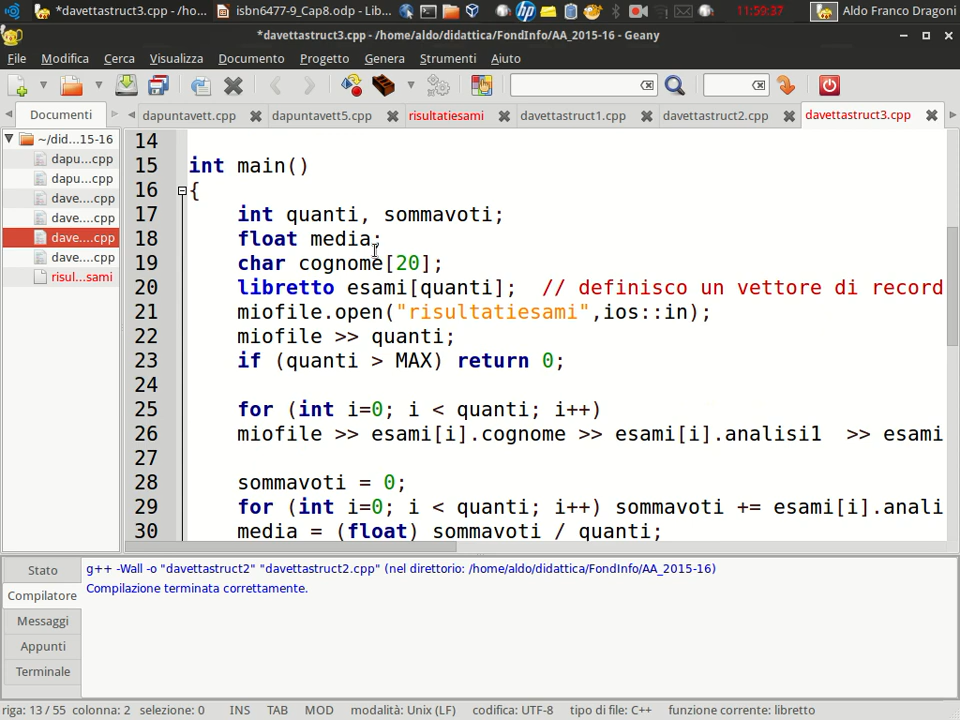 *davettastruct3.cpp - /ho...
isbn6477-9_Cap8.odp - Lib...
11:59:37
Aldo Franco Dragoni
*davettastruct3.cpp - /home/aldo/didattica/FondInfo/AA_2015-16 - Geany
File Modifica Cerca Visualizza Documento Progetto Genera Strumenti Aiuto
Documenti
dapuntavett.cpp
dapuntavett5.cpp
risultatiesami
davettastruct1.cpp
davettastruct2.cpp
davettastruct3.cpp
~/did...15-16
dapu...cpp
dapu...cpp
dave....cpp
dave....cpp
dave....cpp
dave....cpp
risul...sami
14
15 int main()
16 {
17 int quanti, sommavoti;
18 float media;
19 char cognome[20];
20 libretto esami[quanti]; // definisco un vettore di record
21 miofile.open("risultatiesami",ios::in);
22 miofile >> quanti;
23 if (quanti > MAX) return 0;
24
25 for (int i=0; i < quanti; i++)
26 miofile >> esami[i].cognome >> esami[i].analisi1 >> esami
27
28 sommavoti = 0;
29 for (int i=0; i < quanti; i++) sommavoti += esami[i].anali
30 media = (float) sommavoti / quanti;
Stato
Compilatore
Messaggi
Appunti
Terminale
g++ -Wall -o "davettastruct2" "davettastruct2.cpp" (nel direttorio: /home/aldo/didattica/FondInfo/AA_2015-16)
Compilazione terminata correttamente.
riga: 13 / 55 colonna: 2 selezione: 0 INS TAB MOD modalità: Unix (LF) codifica: UTF-8 tipo di file: C++ funzione corrente: libretto